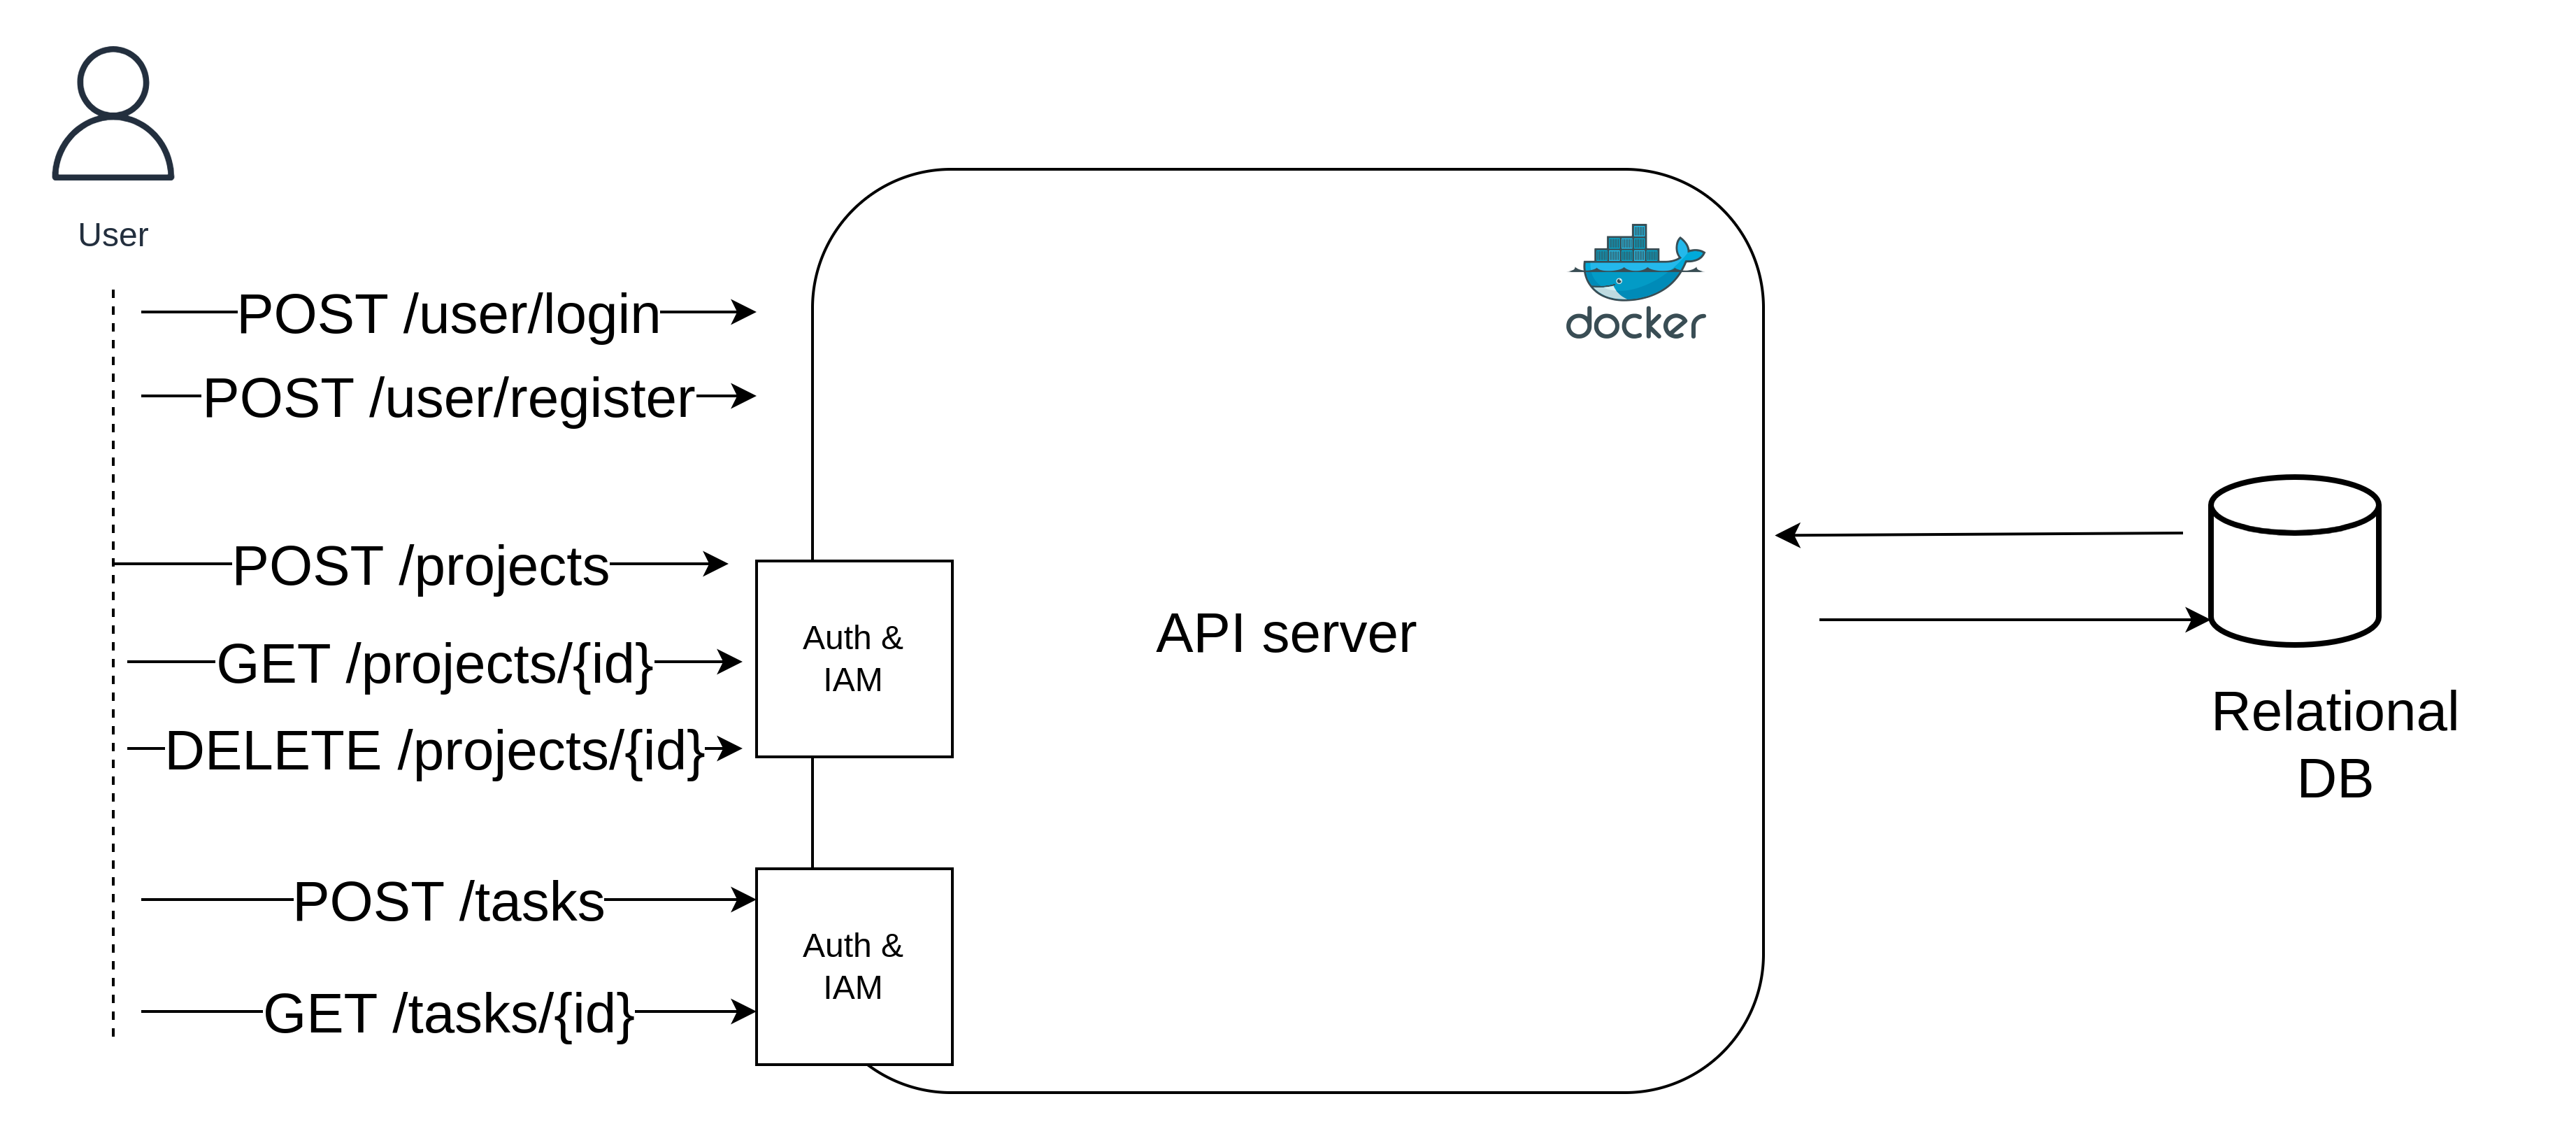 User
POST /user/login
POST /user/register
POST /projects
GET /projects/{id}
DELETE /projects/{id}
POST /tasks
GET /tasks/{id}
Auth &
IAM
Auth &
IAM
API server
docker
Relational
DB